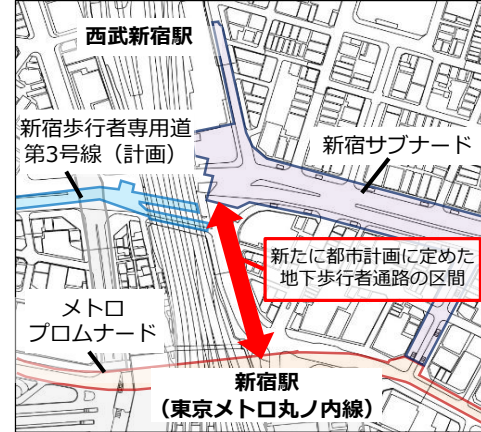 西武新宿駅
新宿歩行者専用道
第3号線（計画）
新宿サブナード
新たに都市計画に定めた
地下歩行者通路の区間
メトロ
プロムナード
新宿駅
（東京メトロ丸ノ内線）